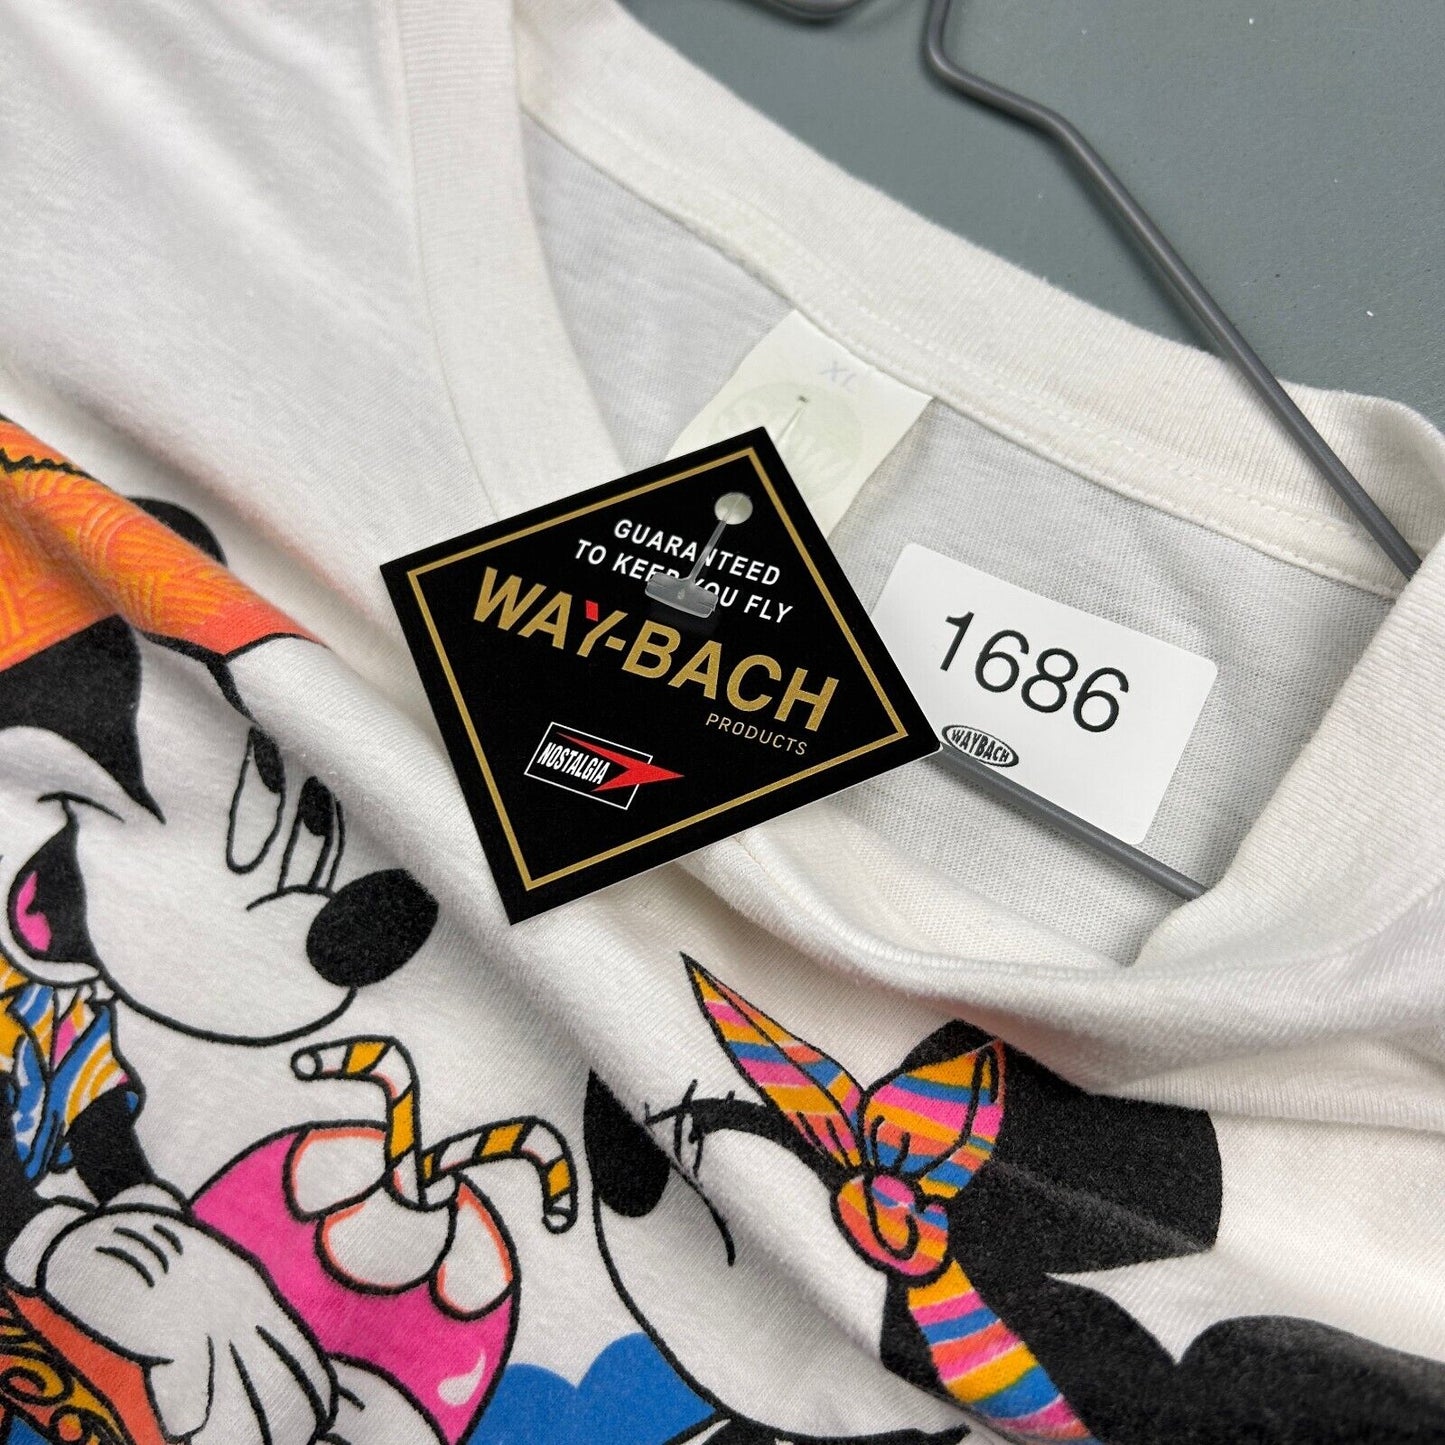 XL
GUARANTEED
TO KEEP YOU FLY
WAY-BACH
PRODUCTS
NOSTALGIA
1686
WAYBACH